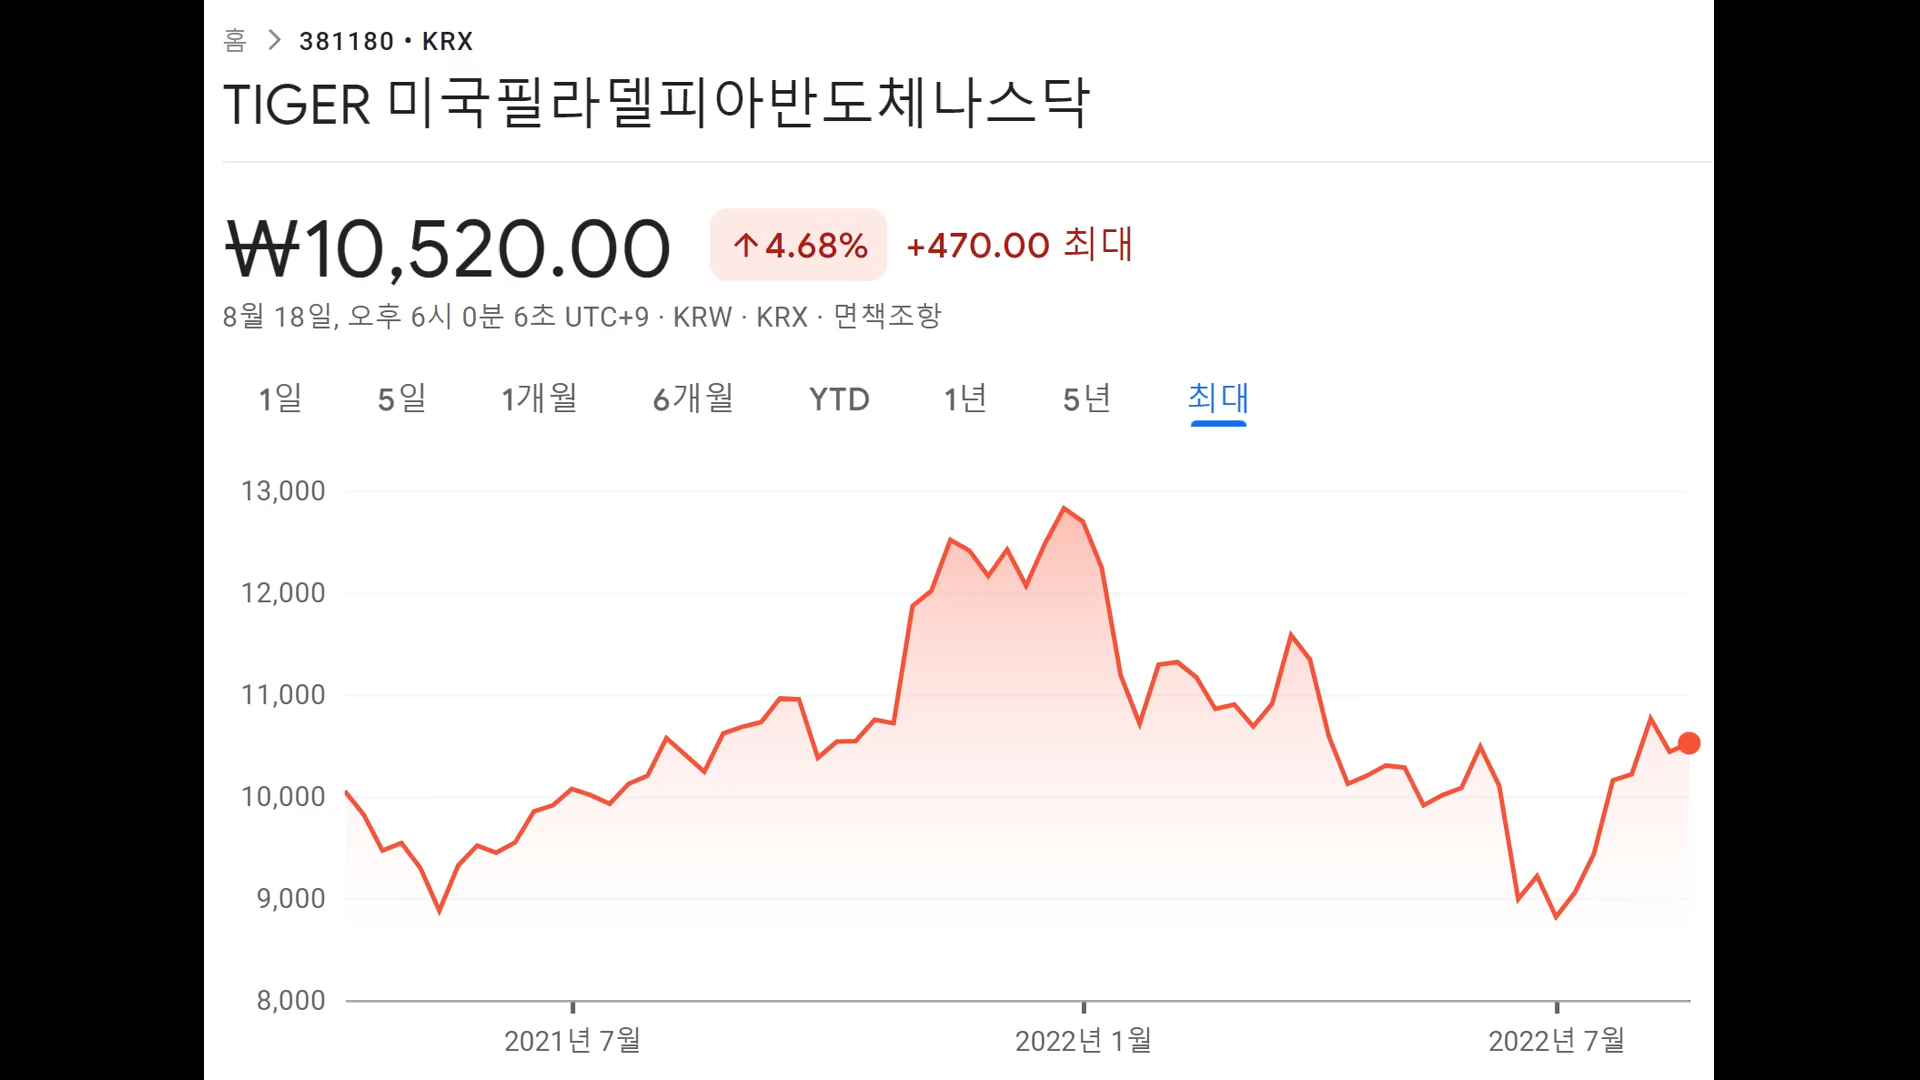 홈 > 381180 • KRX
TIGER 미국필라델피아반도체나스닥
₩10,520.00 ↑4.68% +470.00 최대
8월 18일, 오후 6시 0분 6초 UTC+9 · KRW · KRX · 면책조항
1일 5일 1개월 6개월 YTD 1년 5년 최대
13,000
12,000
11,000
10,000
9,000
8,000
2021년 7월 2022년 1월 2022년 7월